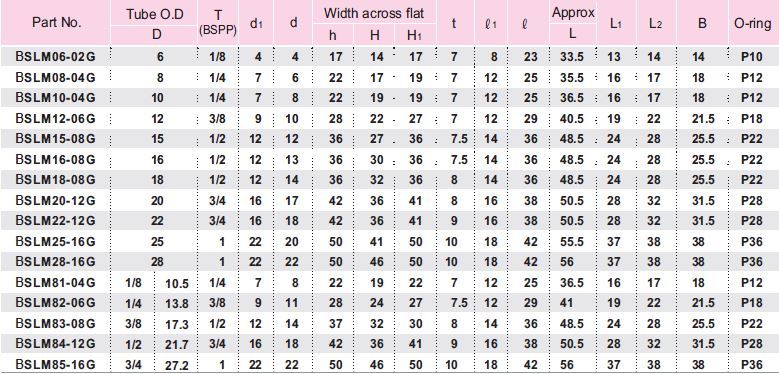 Part No. Tube O.D T (BSPP) d1 d Width across flat t ℓ1 ℓ Approx L1 L2 B O-ring
D h H H1 L
BSLM06-02G 6 1/8 4 4 17 14 17 7 8 23 33.5 13 14 14 P10
BSLM08-04G 8 1/4 7 6 22 17 19 7 12 25 35.5 16 17 18 P12
BSLM10-04G 10 1/4 7 8 22 19 19 7 12 25 36.5 16 17 18 P12
BSLM12-06G 12 3/8 9 10 28 22 27 7 12 29 40.5 19 22 21.5 P18
BSLM15-08G 15 1/2 12 12 36 27 36 7.5 14 36 48.5 24 28 25.5 P22
BSLM16-08G 16 1/2 12 13 36 30 36 7.5 14 36 48.5 24 28 25.5 P22
BSLM18-08G 18 1/2 12 14 36 32 36 8 14 36 48.5 24 28 25.5 P22
BSLM20-12G 20 3/4 16 17 42 36 41 8 16 38 50.5 28 32 31.5 P28
BSLM22-12G 22 3/4 16 18 42 36 41 9 16 38 50.5 28 32 31.5 P28
BSLM25-16G 25 1 22 20 50 41 50 10 18 42 55.5 37 38 38 P36
BSLM28-16G 28 1 22 22 50 46 50 10 18 42 56 37 38 38 P36
BSLM81-04G 1/8 10.5 1/4 7 8 22 19 22 7 12 25 36.5 16 17 18 P12
BSLM82-06G 1/4 13.8 3/8 9 11 28 24 27 7.5 12 29 41 19 22 21.5 P18
BSLM83-08G 3/8 17.3 1/2 12 14 37 32 30 8 14 36 48.5 24 28 25.5 P22
BSLM84-12G 1/2 21.7 3/4 16 18 42 36 41 9 16 38 50.5 28 32 31.5 P28
BSLM85-16G 3/4 27.2 1 22 22 50 46 50 10 18 42 56 37 38 38 P36